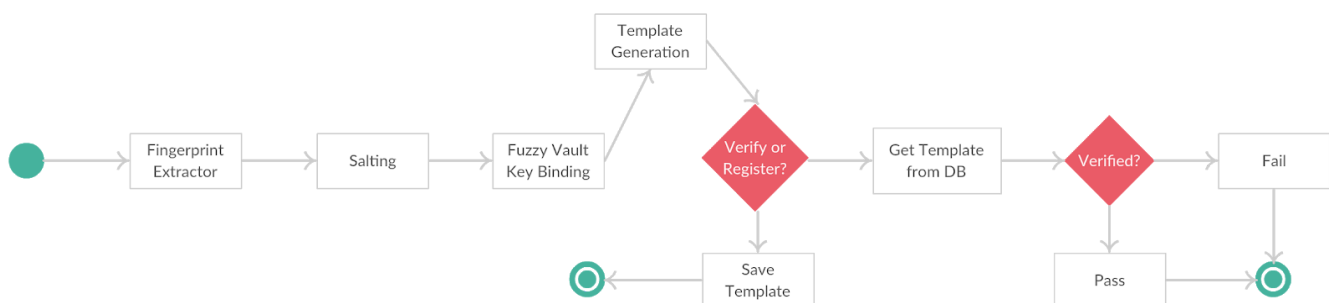 Template
Generation
Fingerprint
Extractor
Salting
Fuzzy Vault
Key Binding
Verify or
Register?
Get Template
from DB
Verified?
Fail
Save
Template
Pass